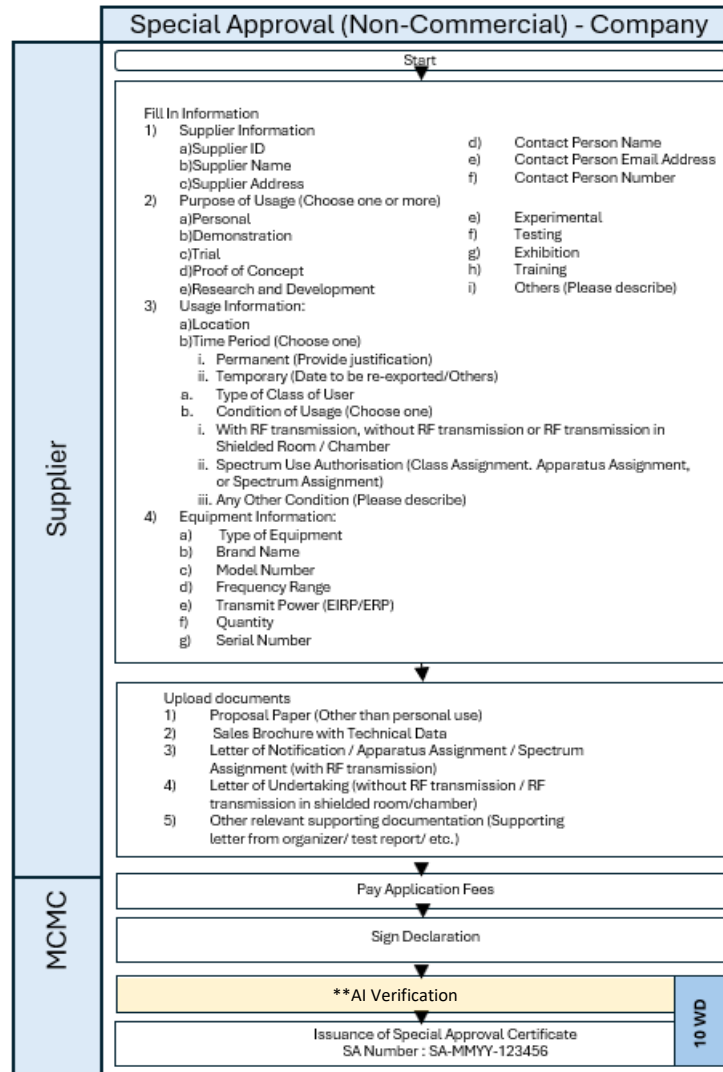 Special Approval (Non-Commercial) - Company
Supplier
Start
Fill In Information
1) Supplier Information
a)Supplier ID
b)Supplier Name
c)Supplier Address
d) Contact Person Name
e) Contact Person Email Address
f) Contact Person Number
2) Purpose of Usage (Choose one or more)
a)Personal
b)Demonstration
c)Trial
d)Proof of Concept
e)Research and Development
e) Experimental
f) Testing
g) Exhibition
h) Training
i) Others (Please describe)
3) Usage Information:
a)Location
b)Time Period (Choose one)
i. Permanent (Provide justification)
ii. Temporary (Date to be re-exported/Others)
a. Type of Class of User
b. Condition of Usage (Choose one)
i. With RF transmission, without RF transmission or RF transmission in
Shielded Room / Chamber
ii. Spectrum Use Authorisation (Class Assignment. Apparatus Assignment,
or Spectrum Assignment)
iii. Any Other Condition (Please describe)
4) Equipment Information:
a) Type of Equipment
b) Brand Name
c) Model Number
d) Frequency Range
e) Transmit Power (EIRP/ERP)
f) Quantity
g) Serial Number
Upload documents
1) Proposal Paper (Other than personal use)
2) Sales Brochure with Technical Data
3) Letter of Notification / Apparatus Assignment / Spectrum
Assignment (with RF transmission)
4) Letter of Undertaking (without RF transmission / RF
transmission in shielded room/chamber)
5) Other relevant supporting documentation (Supporting
letter from organizer/ test report/ etc.)
MCMC
Pay Application Fees
Sign Declaration
**AI Verification
10 WD
Issuance of Special Approval Certificate
SA Number : SA-MMYY-123456